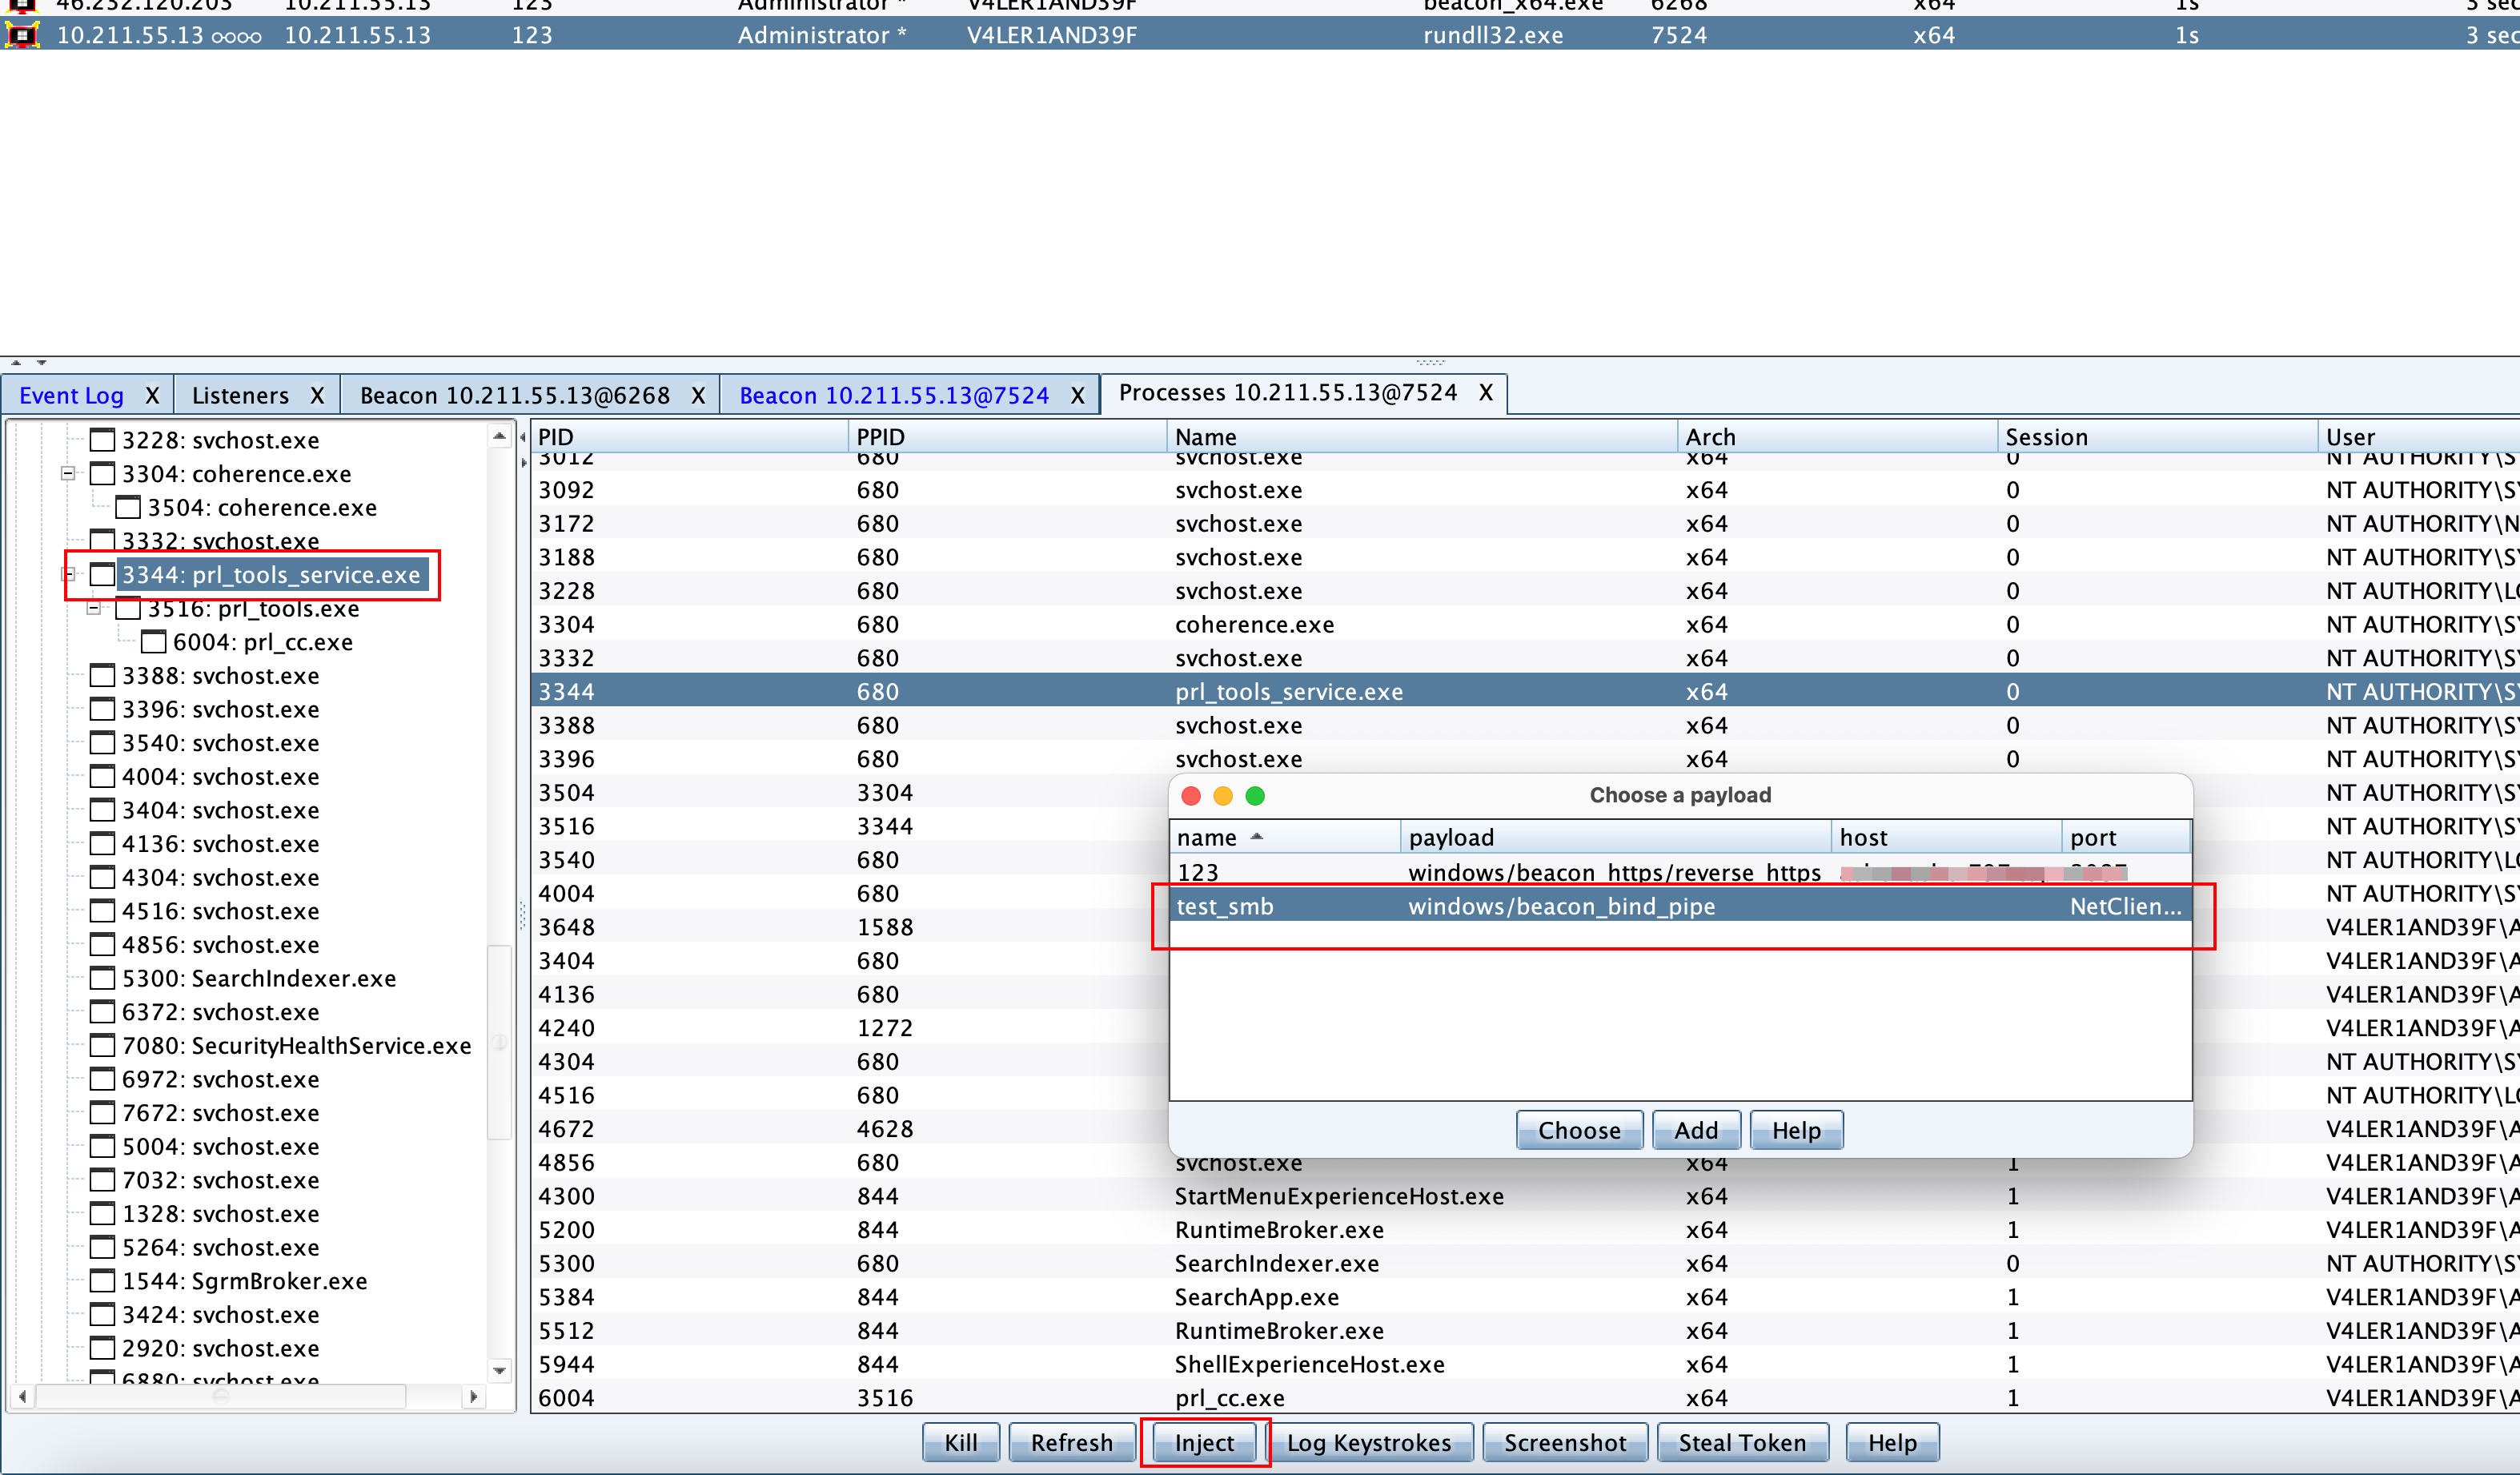 46.232.120.203 10.211.55.13 123 Administrator * V4LER1AND39F beacon_x64.exe 6268 x64 1s 3 sec
10.211.55.13 10.211.55.13 123 Administrator * V4LER1AND39F rundll32.exe 7524 x64 1s 3 sec
Event Log X Listeners X Beacon 10.211.55.13@6268 X Beacon 10.211.55.13@7524 X Processes 10.211.55.13@7524 X
3228: svchost.exe
3304: coherence.exe
3504: coherence.exe
3332: svchost.exe
3344: prl_tools_service.exe
3516: prl_tools.exe
6004: prl_cc.exe
3388: svchost.exe
3396: svchost.exe
3540: svchost.exe
4004: svchost.exe
3404: svchost.exe
4136: svchost.exe
4304: svchost.exe
4516: svchost.exe
4856: svchost.exe
5300: SearchIndexer.exe
6372: svchost.exe
7080: SecurityHealthService.exe
6972: svchost.exe
7672: svchost.exe
5004: svchost.exe
7032: svchost.exe
1328: svchost.exe
5264: svchost.exe
1544: SgrmBroker.exe
3424: svchost.exe
2920: svchost.exe
6880: svchost.exe
PID PPID Name Arch Session User
3012 680 svchost.exe x64 0 NT AUTHORITY\S
3092 680 svchost.exe x64 0 NT AUTHORITY\SY
3172 680 svchost.exe x64 0 NT AUTHORITY\N
3188 680 svchost.exe x64 0 NT AUTHORITY\SY
3228 680 svchost.exe x64 0 NT AUTHORITY\LO
3304 680 coherence.exe x64 0 NT AUTHORITY\SY
3332 680 svchost.exe x64 0 NT AUTHORITY\SY
3344 680 prl_tools_service.exe x64 0 NT AUTHORITY\SY
3388 680 svchost.exe x64 0 NT AUTHORITY\SY
3396 680 svchost.exe x64 0 NT AUTHORITY\SY
3504 3304 NT AUTHORITY\SY
3516 3344 NT AUTHORITY\SY
3540 680 NT AUTHORITY\LO
4004 680 NT AUTHORITY\SY
3648 1588 V4LER1AND39F\A
3404 680 V4LER1AND39F\A
4136 680 V4LER1AND39F\A
4240 1272 V4LER1AND39F\A
4304 680 NT AUTHORITY\SY
4516 680 NT AUTHORITY\LO
4672 4628 V4LER1AND39F\A
4856 680 svchost.exe x64 1 V4LER1AND39F\A
4300 844 StartMenuExperienceHost.exe x64 1 V4LER1AND39F\A
5200 844 RuntimeBroker.exe x64 1 V4LER1AND39F\A
5300 680 SearchIndexer.exe x64 0 NT AUTHORITY\SY
5384 844 SearchApp.exe x64 1 V4LER1AND39F\A
5512 844 RuntimeBroker.exe x64 1 V4LER1AND39F\A
5944 844 ShellExperienceHost.exe x64 1 V4LER1AND39F\A
6004 3516 prl_cc.exe x64 1 V4LER1AND39F\A
Choose a payload
name payload host port
123 windows/beacon_https/reverse_https
test_smb windows/beacon_bind_pipe NetClien...
Choose Add Help
Kill Refresh Inject Log Keystrokes Screenshot Steal Token Help